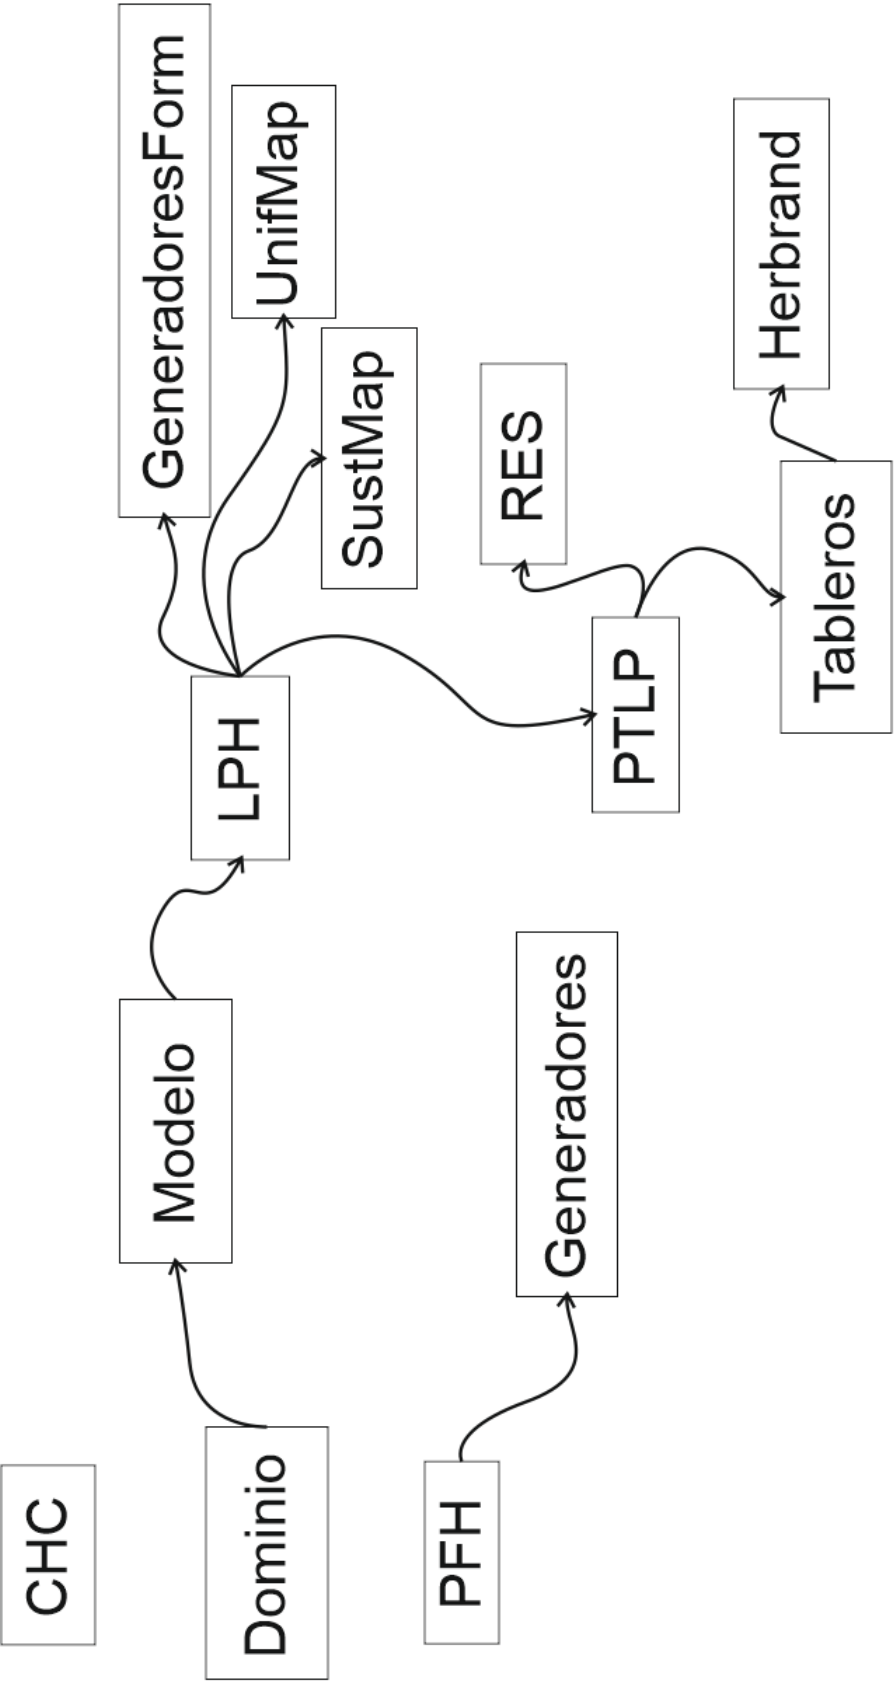 CHC
Dominio
PFH
Modelo
Generadores
LPH
PTLP
GeneradoresForm
UnifMap
SustMap
RES
Tableros
Herbrand